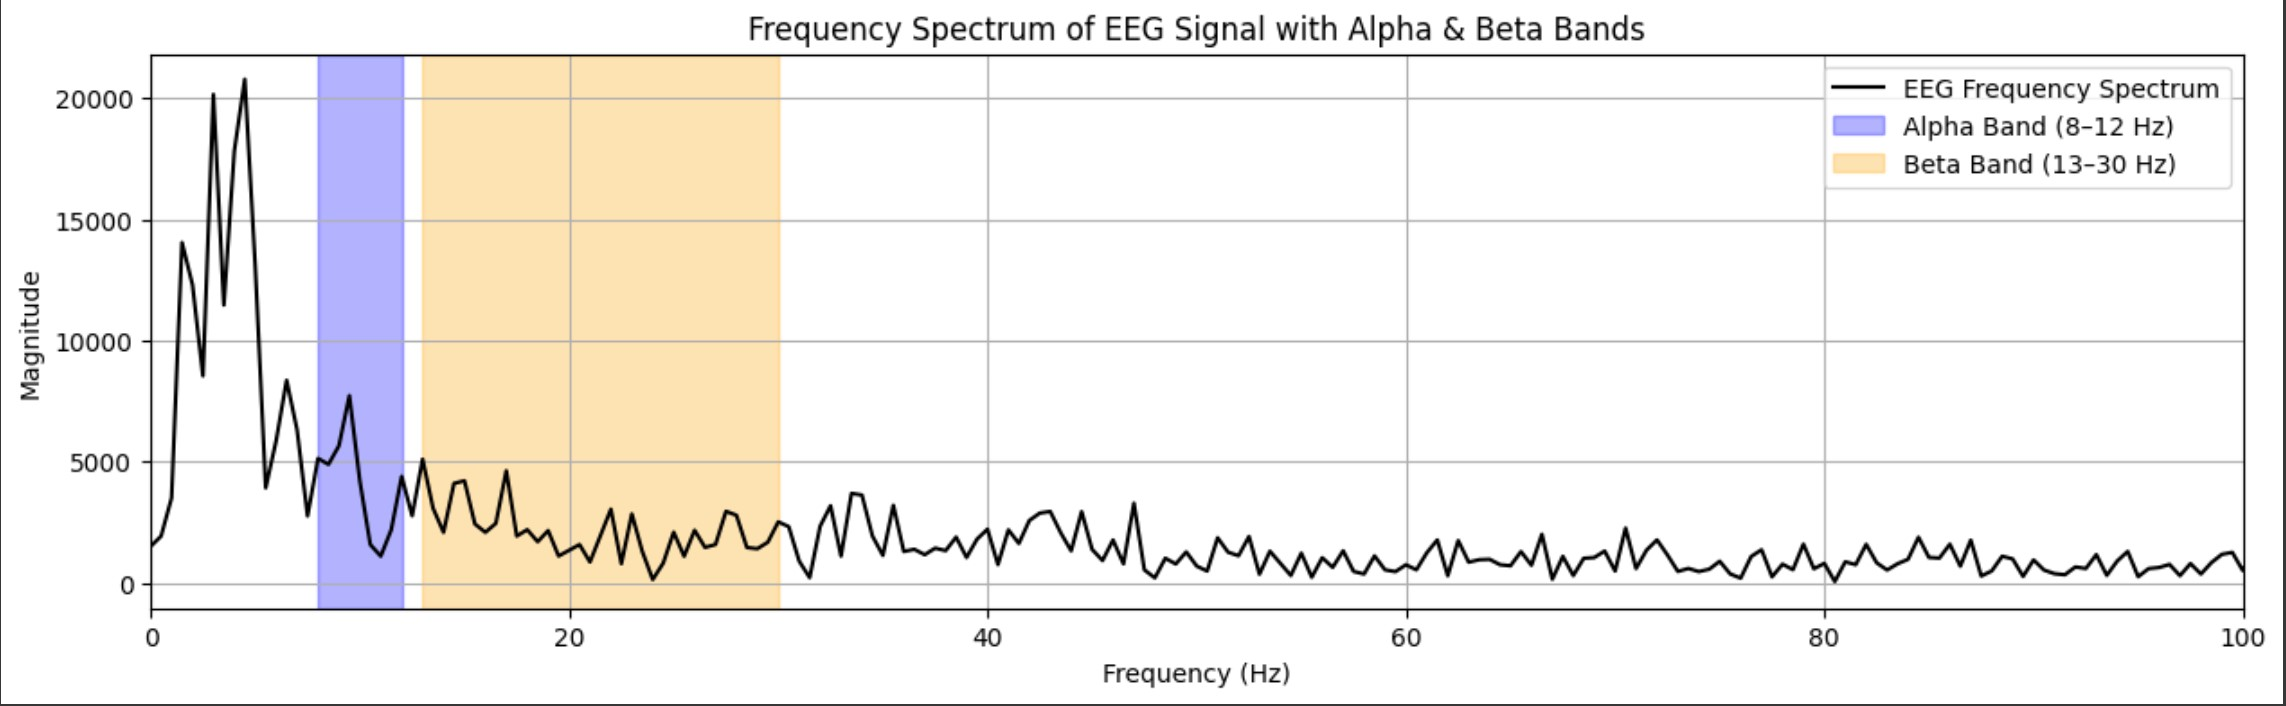 Frequency Spectrum of EEG Signal with Alpha & Beta Bands
EEG Frequency Spectrum
Alpha Band (8–12 Hz)
Beta Band (13–30 Hz)
Magnitude
20000
15000
10000
5000
0
0 20 40 60 80 100
Frequency (Hz)